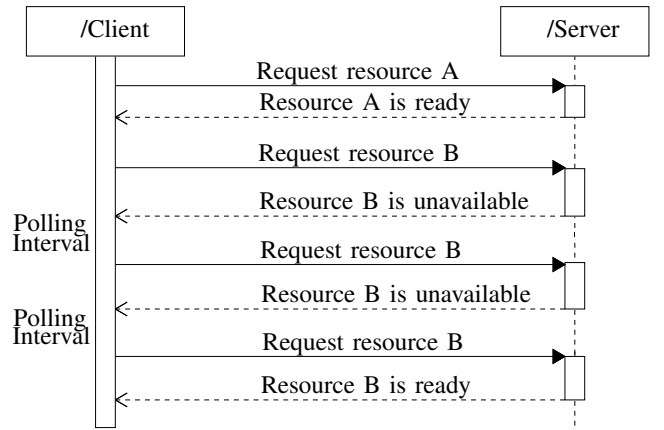 /Client
/Server
Request resource A
Resource A is ready
Request resource B
Resource B is unavailable
Polling
Interval
Request resource B
Resource B is unavailable
Polling
Interval
Request resource B
Resource B is ready